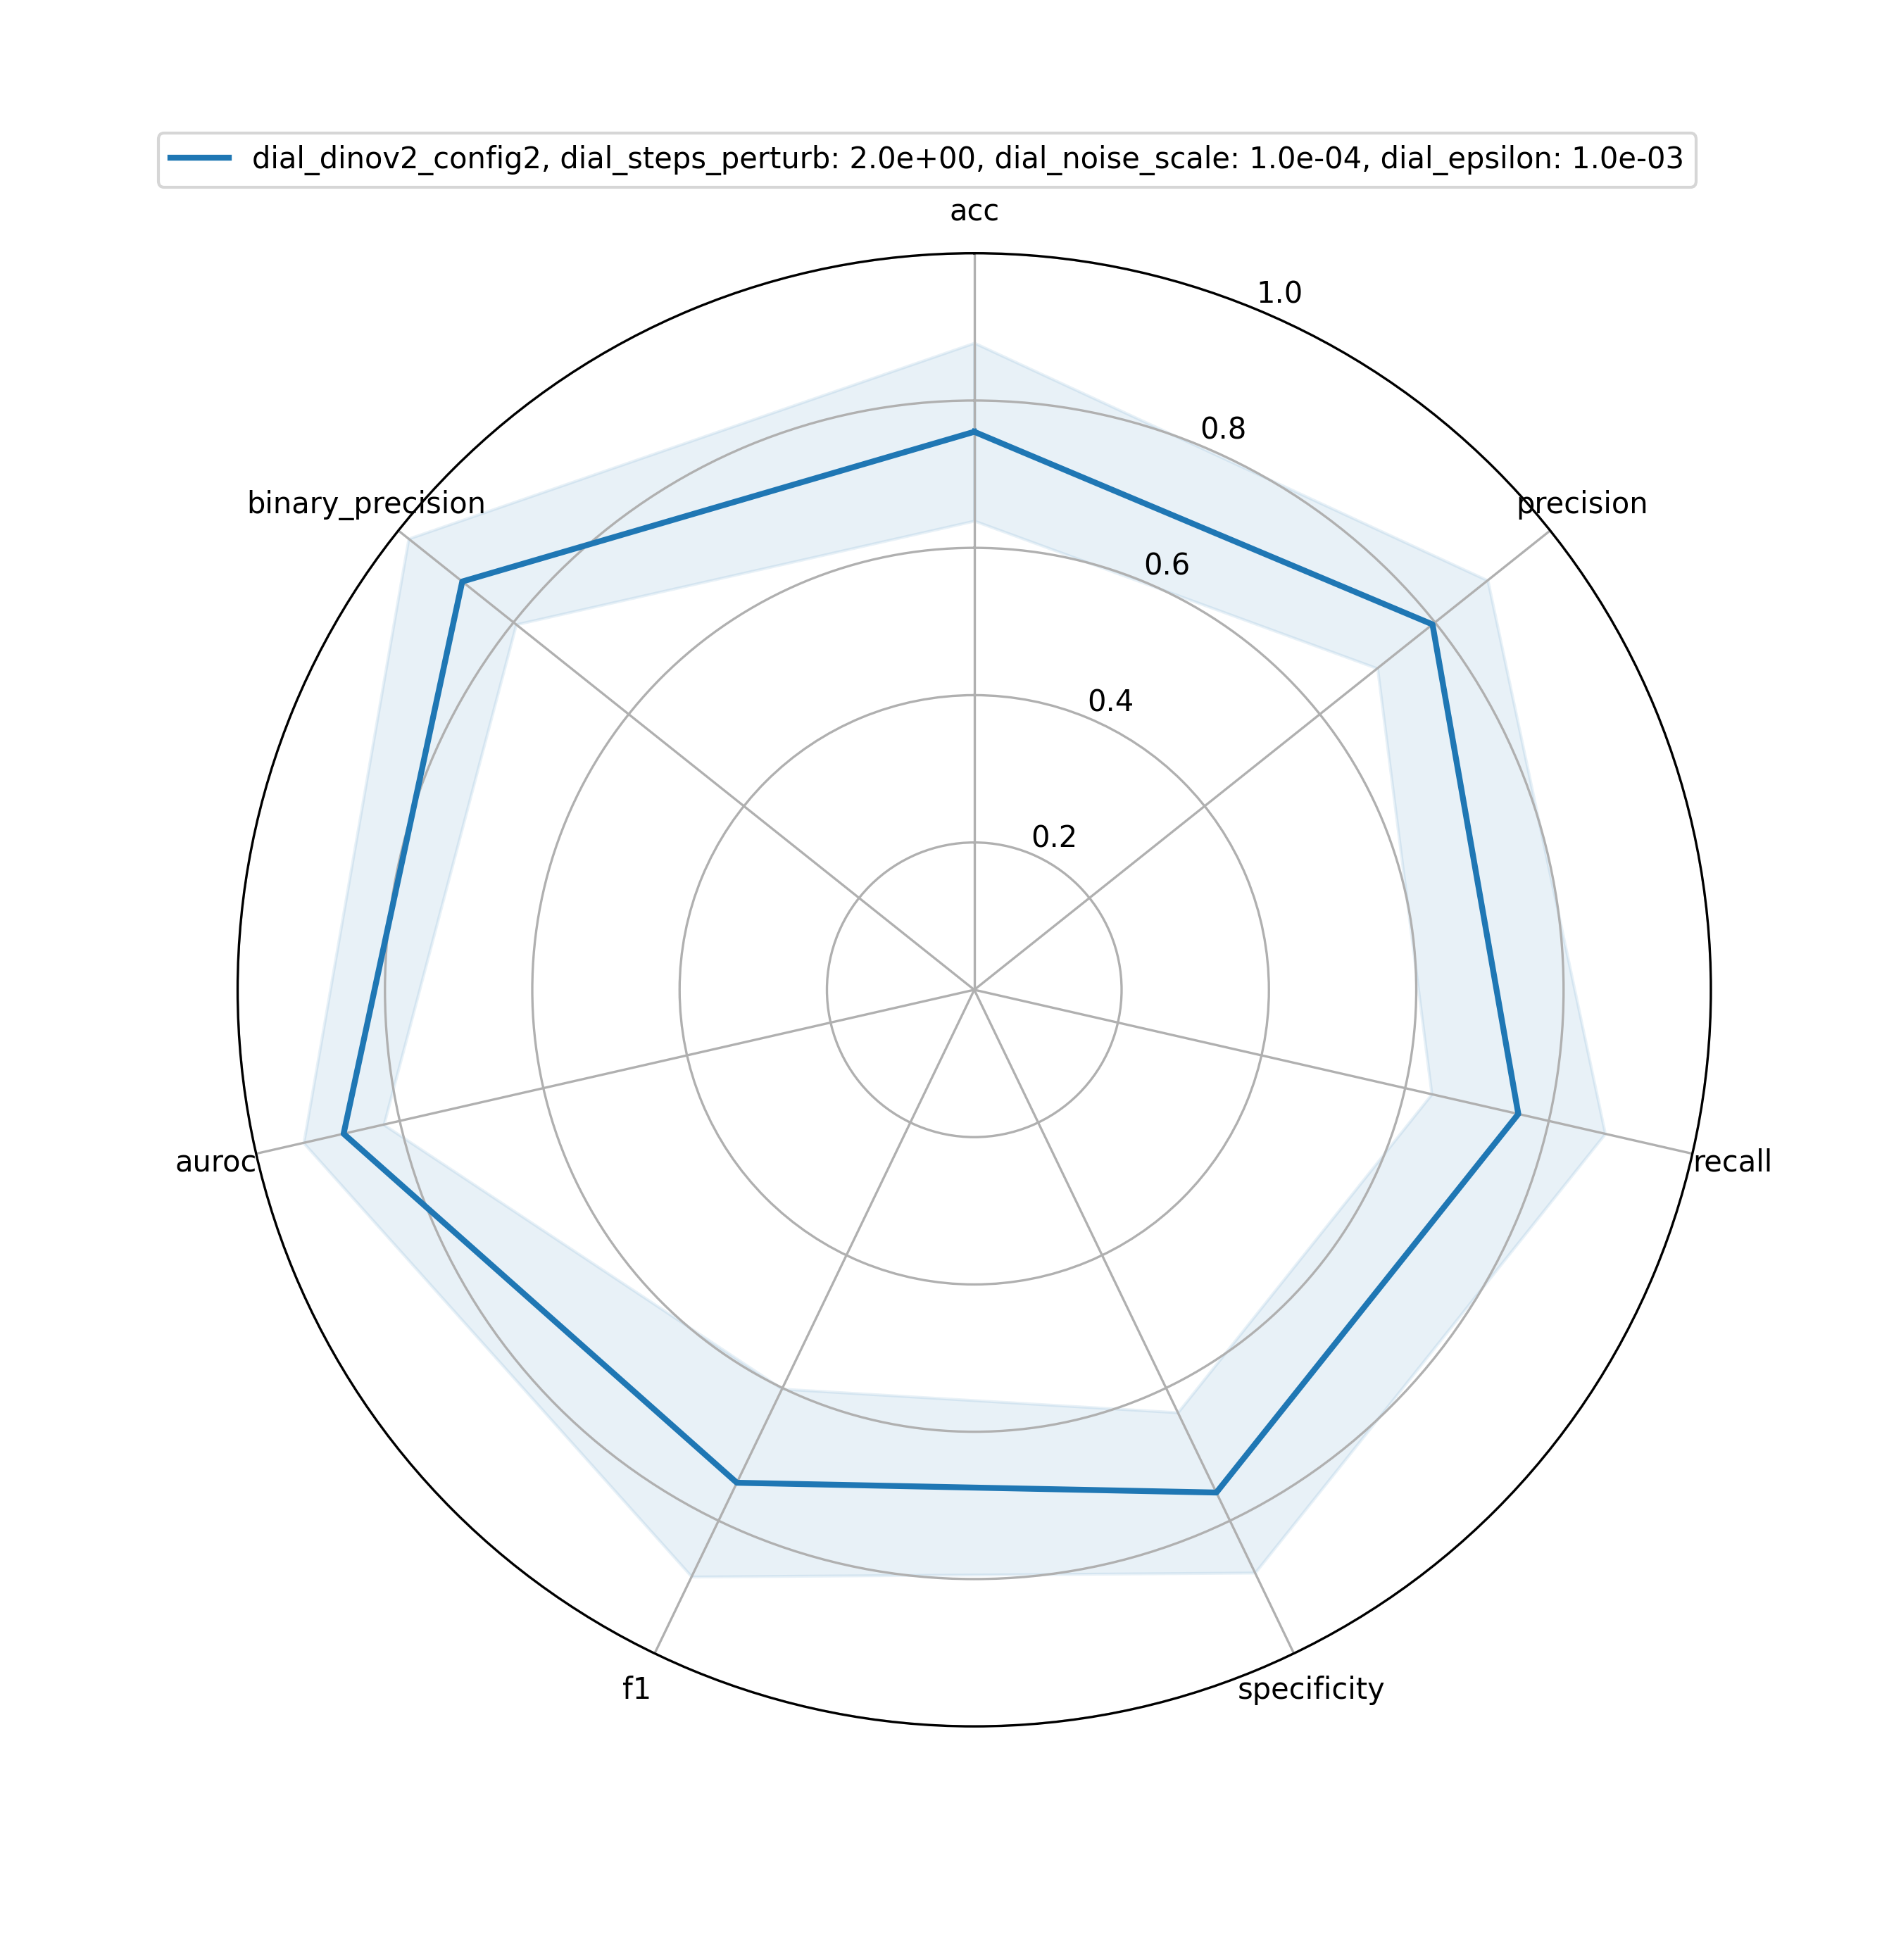 dial_dinov2_config2, dial_steps_perturb: 2.0e+00, dial_noise_scale: 1.0e-04, dial_epsilon: 1.0e-03
acc
1.0
0.8
binary_precision
precision
0.6
0.4
0.2
auroc
recall
f1
specificity